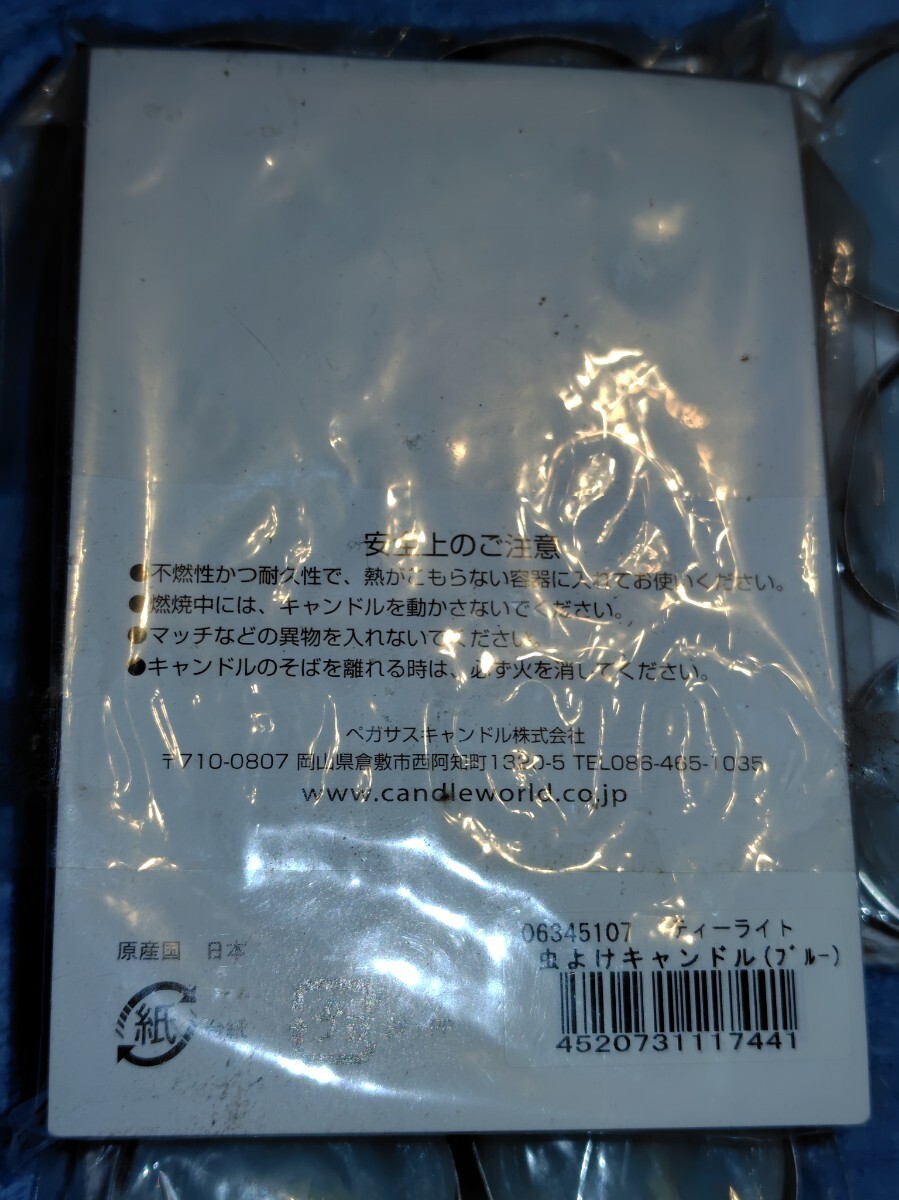 安全上のご注意
●不燃性かつ耐久性で、熱がこもらない容器に入れてお使いください。
●燃焼中には、キャンドルを動かさないでください。
●マッチなどの異物を入れないでください。
●キャンドルのそばを離れる時は、必ず火を消してください。
ペガサスキャンドル株式会社
〒710-0807 岡山県倉敷市西阿知町1320-5 TEL086-465-1035
www.candleworld.co.jp
06345107 ティーライト
虫よけキャンドル(ブルー)
4520731117441
原産国 日本
紙 台紙